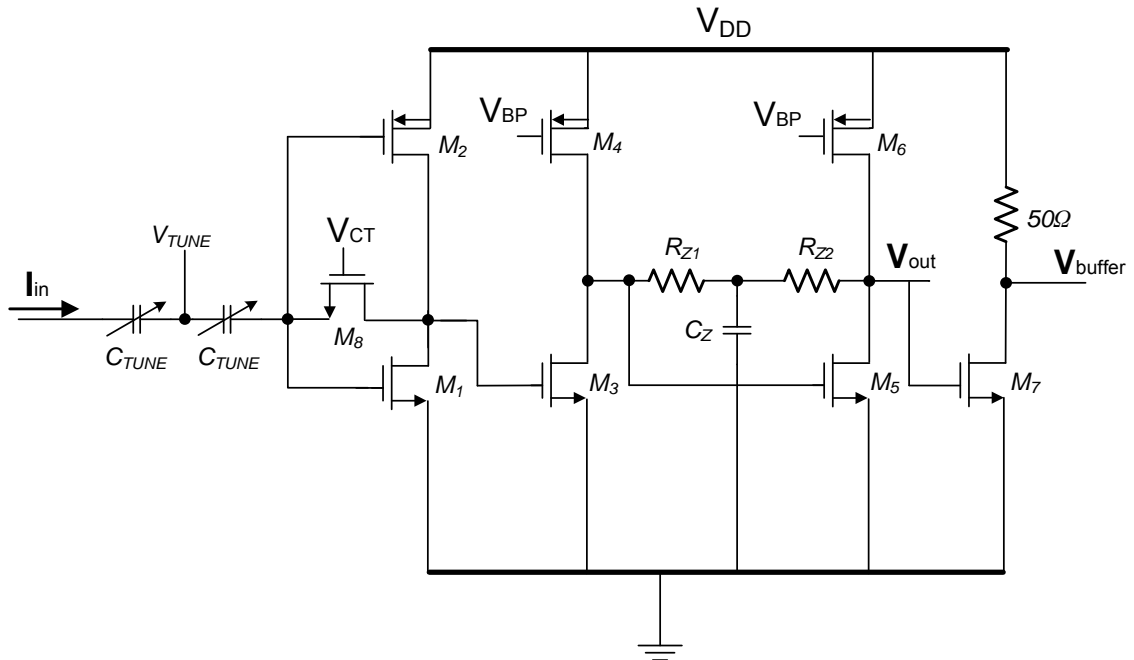 VDD
VBP
M4
VBP
M6
M2
50Ω
VCT
VTUNE
RZ1
RZ2
Vout
Vbuffer
Iin
CTUNE
CTUNE
M8
CZ
M1
M3
M5
M7